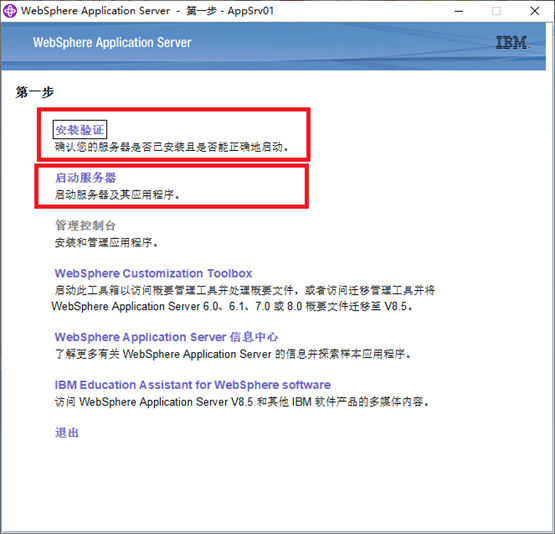 WebSphere Application Server - 第一步 - AppSrv01
WebSphere Application Server
IBM.
第一步
安装验证
确认您的服务器是否已安装且是否能正确地启动。
启动服务器
启动服务器及其应用程序。
管理控制台
安装和管理应用程序。
WebSphere Customization Toolbox
启动此工具箱以访问概要管理工具并处理概要文件，或者访问迁移管理工具并将
WebSphere Application Server 6.0、6.1、7.0 或 8.0 概要文件迁移至 V8.5。
WebSphere Application Server 信息中心
了解更多有关 WebSphere Application Server 的信息并探索样本应用程序。
IBM Education Assistant for WebSphere software
访问 WebSphere Application Server V8.5 和其他 IBM 软件产品的多媒体内容。
退出